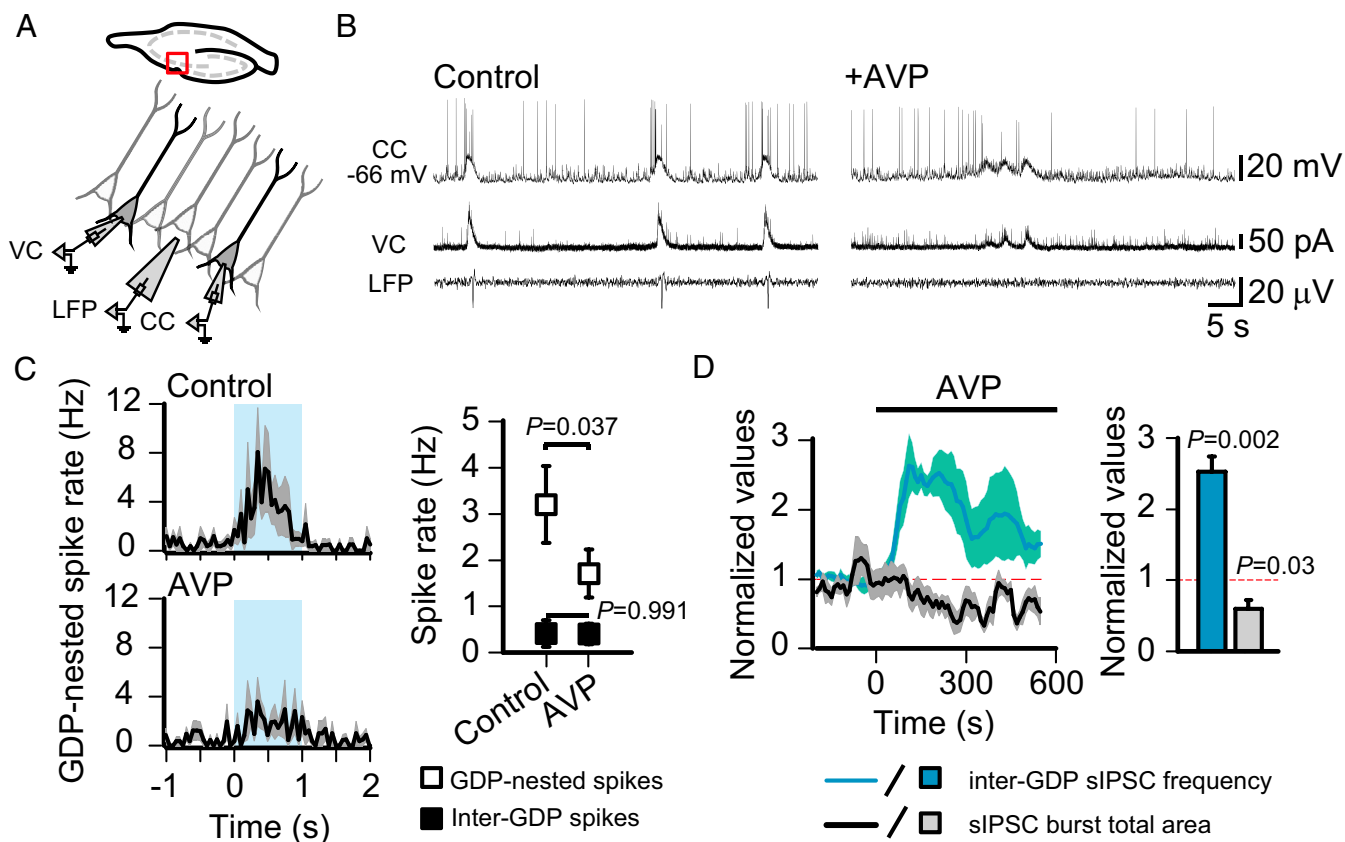 A
VC
LFP
CC
B
Control
+AVP
CC
-66 mV
20 mV
VC
50 pA
LFP
20 μV
5 s
C
GDP-nested spike rate (Hz)
Control
12
8
4
0
AVP
12
8
4
0
-1 0 1 2
Time (s)
Spike rate (Hz)
5
4
3
2
1
0
P=0.037
P=0.991
Control
AVP
GDP-nested spikes
Inter-GDP spikes
D
AVP
Normalized values
3
2
1
0
0 300 600
Time (s)
Normalized values
3
2
1
0
P=0.002
P=0.03
/ inter-GDP sIPSC frequency
/ sIPSC burst total area